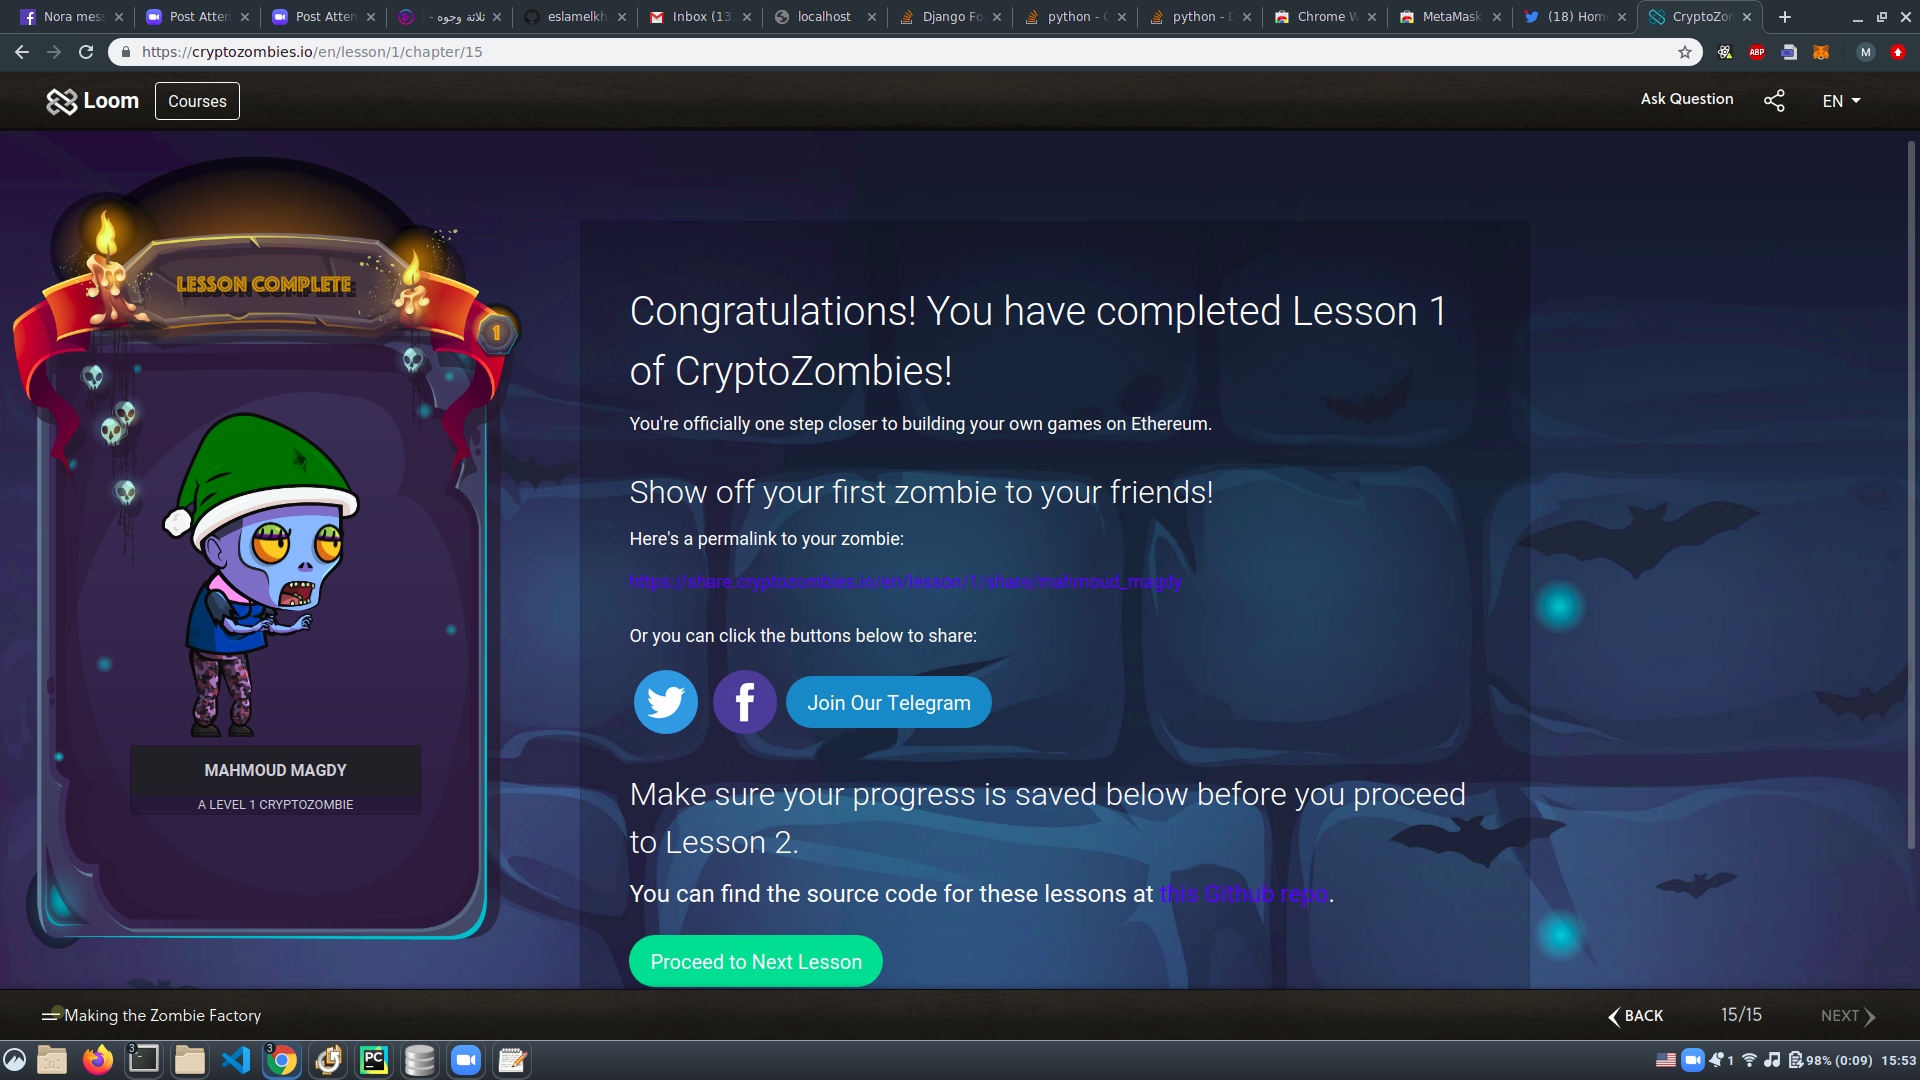 Nora mess
Post Atten
Post Atten
ثلاثة وجوه - ا
eslamelkh
Inbox (13
localhost
Django Fo
python - C
python - D
Chrome W
MetaMask
(18) Home
CryptoZon
https://cryptozombies.io/en/lesson/1/chapter/15
ABP
M
Loom
Courses
Ask Question
EN
LESSON COMPLETE
1
MAHMOUD MAGDY
A LEVEL 1 CRYPTOZOMBIE
Congratulations! You have completed Lesson 1
of CryptoZombies!
You're officially one step closer to building your own games on Ethereum.
Show off your first zombie to your friends!
Here's a permalink to your zombie:
https://share.cryptozombies.io/en/lesson/1/share/mahmoud_magdy
Or you can click the buttons below to share:
Join Our Telegram
Make sure your progress is saved below before you proceed
to Lesson 2.
You can find the source code for these lessons at this Github repo.
Proceed to Next Lesson
Making the Zombie Factory
BACK
15/15
NEXT
3
3
PC
1
98% (0:09)
15:53